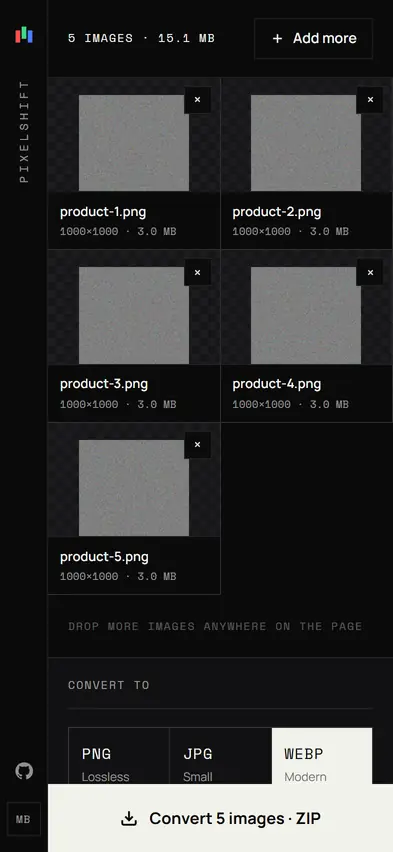 5 IMAGES · 15.1 MB
+ Add more
PIXELSHIFT
×
×
product-1.png
product-2.png
1000×1000 · 3.0 MB
1000×1000 · 3.0 MB
×
×
product-3.png
product-4.png
1000×1000 · 3.0 MB
1000×1000 · 3.0 MB
×
product-5.png
1000×1000 · 3.0 MB
DROP MORE IMAGES ANYWHERE ON THE PAGE
CONVERT TO
PNG
JPG
WEBP
Lossless
Small
Modern
MB
Convert 5 images · ZIP